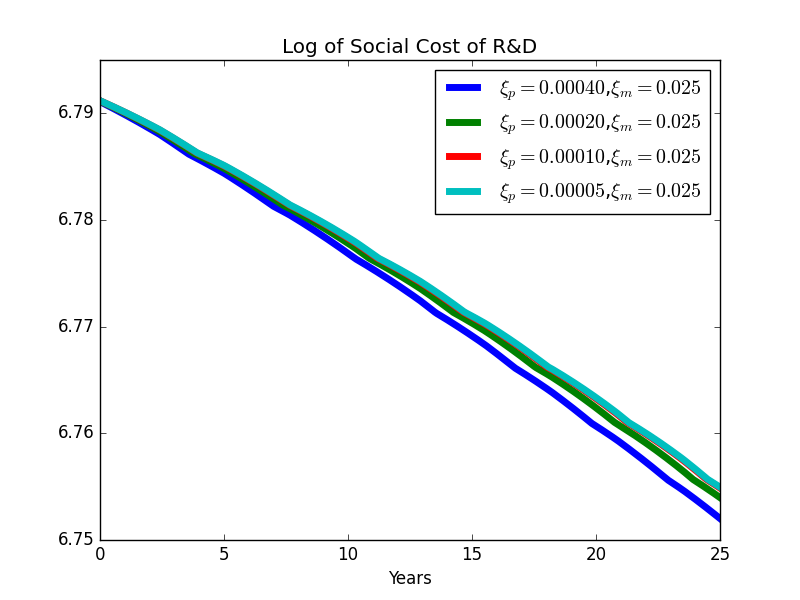 Log of Social Cost of R&D
ξp = 0.00040,ξm = 0.025
ξp = 0.00020,ξm = 0.025
ξp = 0.00010,ξm = 0.025
ξp = 0.00005,ξm = 0.025
6.79
6.78
6.77
6.76
6.75
0 5 10 15 20 25
Years